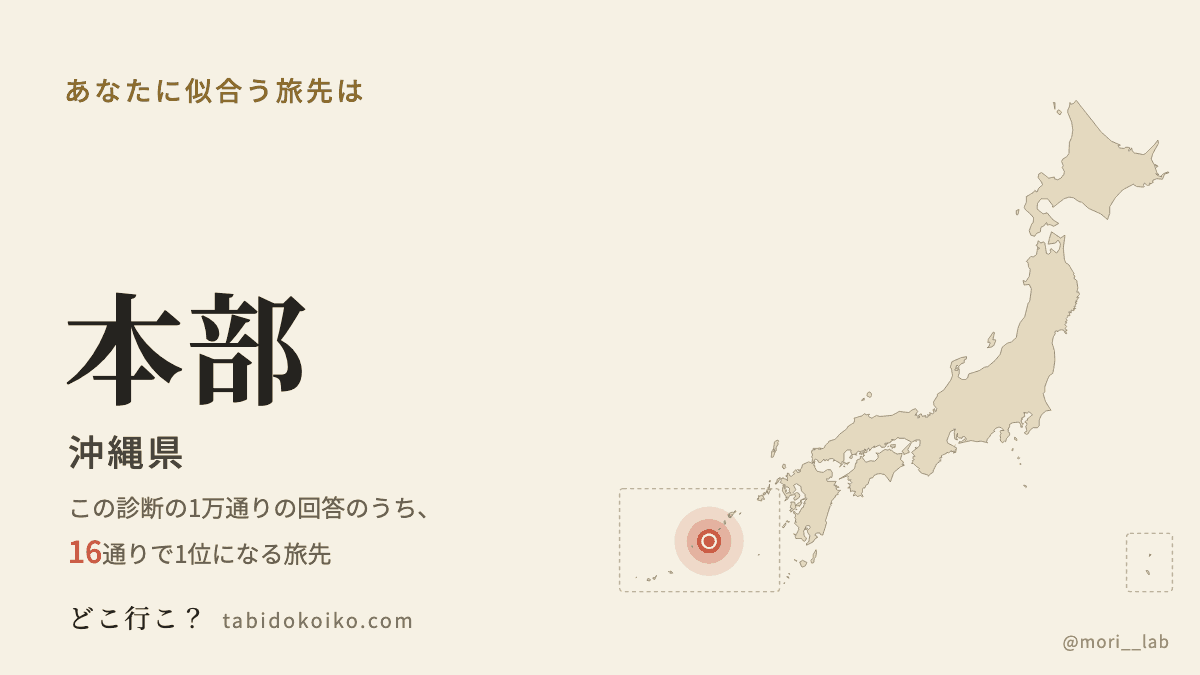 あなたに似合う旅先は
本部
沖縄県
この診断の1万通りの回答のうち、
16通りで1位になる旅先
どこ行こ？ tabidokoiko.com
@mori__lab